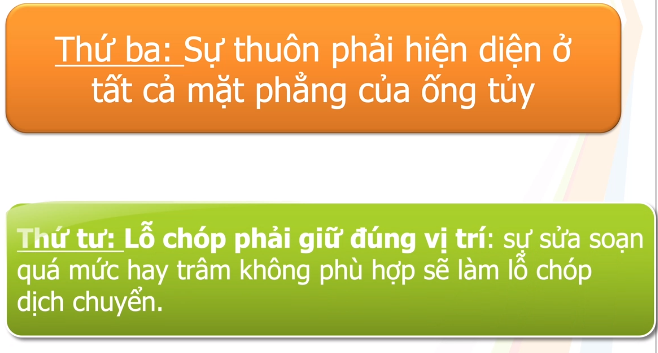 Thứ ba: Sự thuôn phải hiện diện ở
tất cả mặt phẳng của ống tủy
Thứ tư: Lỗ chóp phải giữ đúng vị trí: sự sửa soạn
quá mức hay trâm không phù hợp sẽ làm lỗ chóp
dịch chuyển.